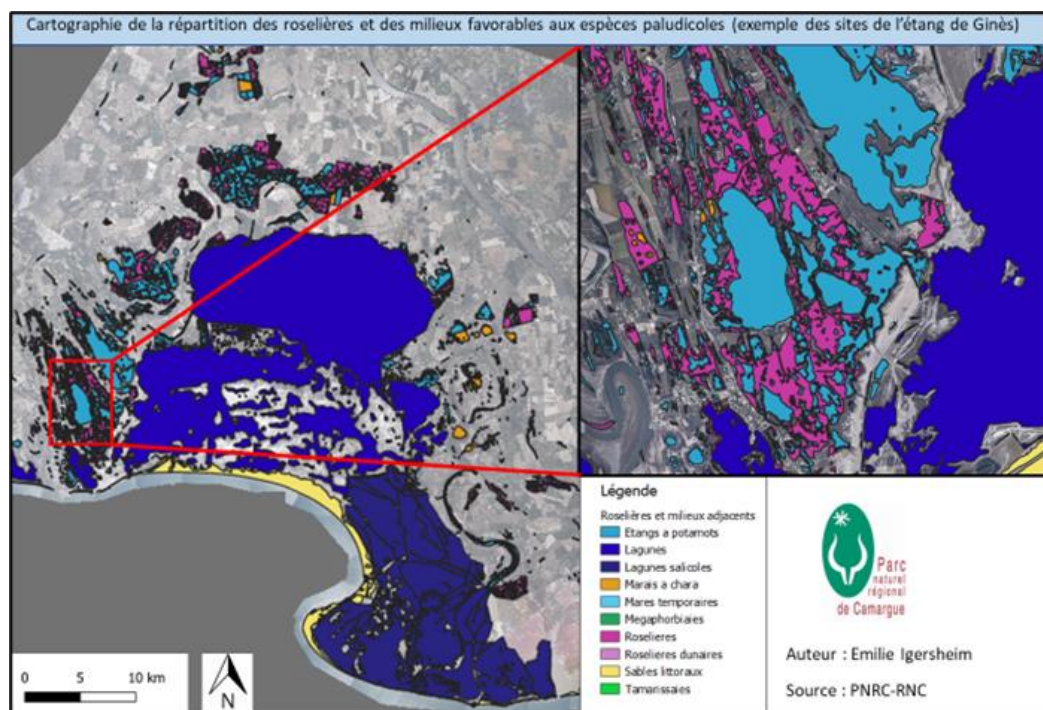 Cartographie de la répartition des roselières et des milieux favorables aux espèces paludicoles (exemple des sites de l'étang de Ginès)
Légende
Roselières et milieux adjacents
Etangs a potamots
Lagunes
Lagunes salicoles
Marais a chara
Mares temporaires
Megaphorbiaies
Roselieres
Roselieres dunaires
Sables littoraux
Tamarissaies
Parc
naturel
régional
de Camargue
Auteur : Emilie Igersheim
Source : PNRC-RNC
0 5 10 km
N